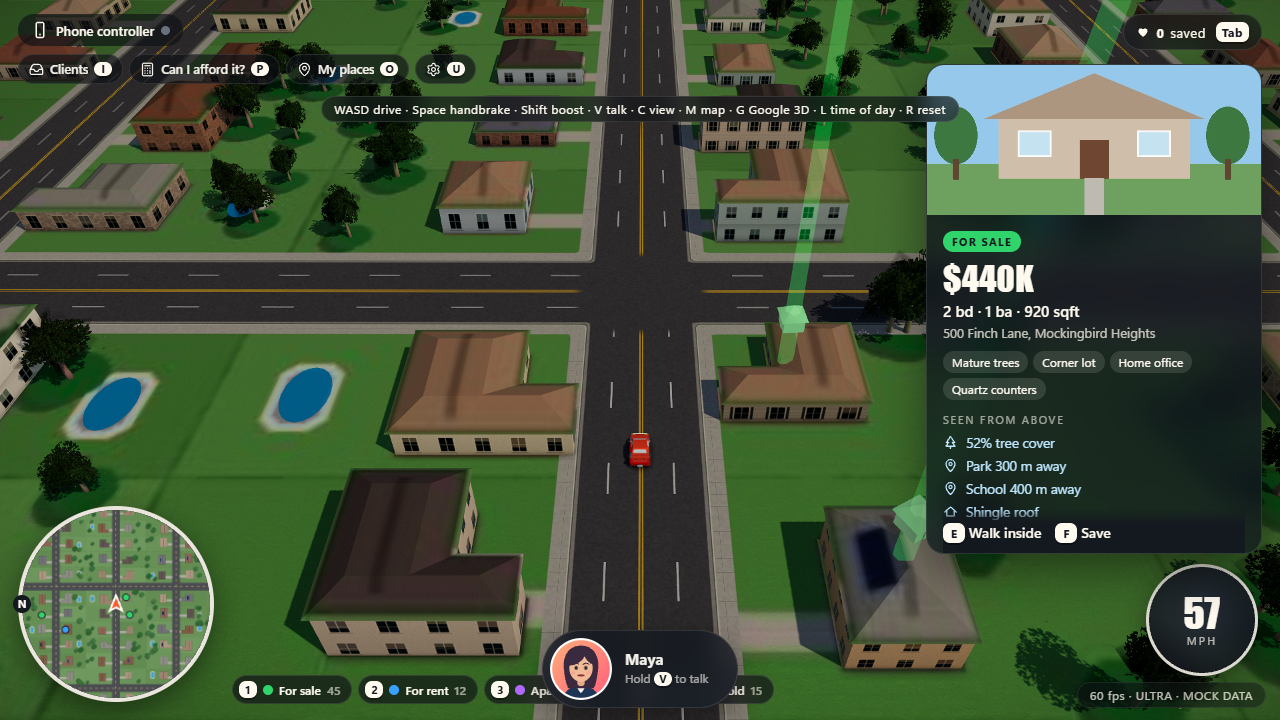 Phone controller
0 saved Tab
Clients I
Can I afford it? P
My places O
U
WASD drive · Space handbrake · Shift boost · V talk · C view · M map · G Google 3D · L time of day · R reset
FOR SALE
$440K
2 bd · 1 ba · 920 sqft
500 Finch Lane, Mockingbird Heights
Mature trees
Corner lot
Home office
Quartz counters
SEEN FROM ABOVE
52% tree cover
Park 300 m away
School 400 m away
Shingle roof
E Walk inside
F Save
N
57
MPH
Maya
Hold V to talk
1 For sale 45
2 For rent 12
3
15
60 fps · ULTRA · MOCK DATA